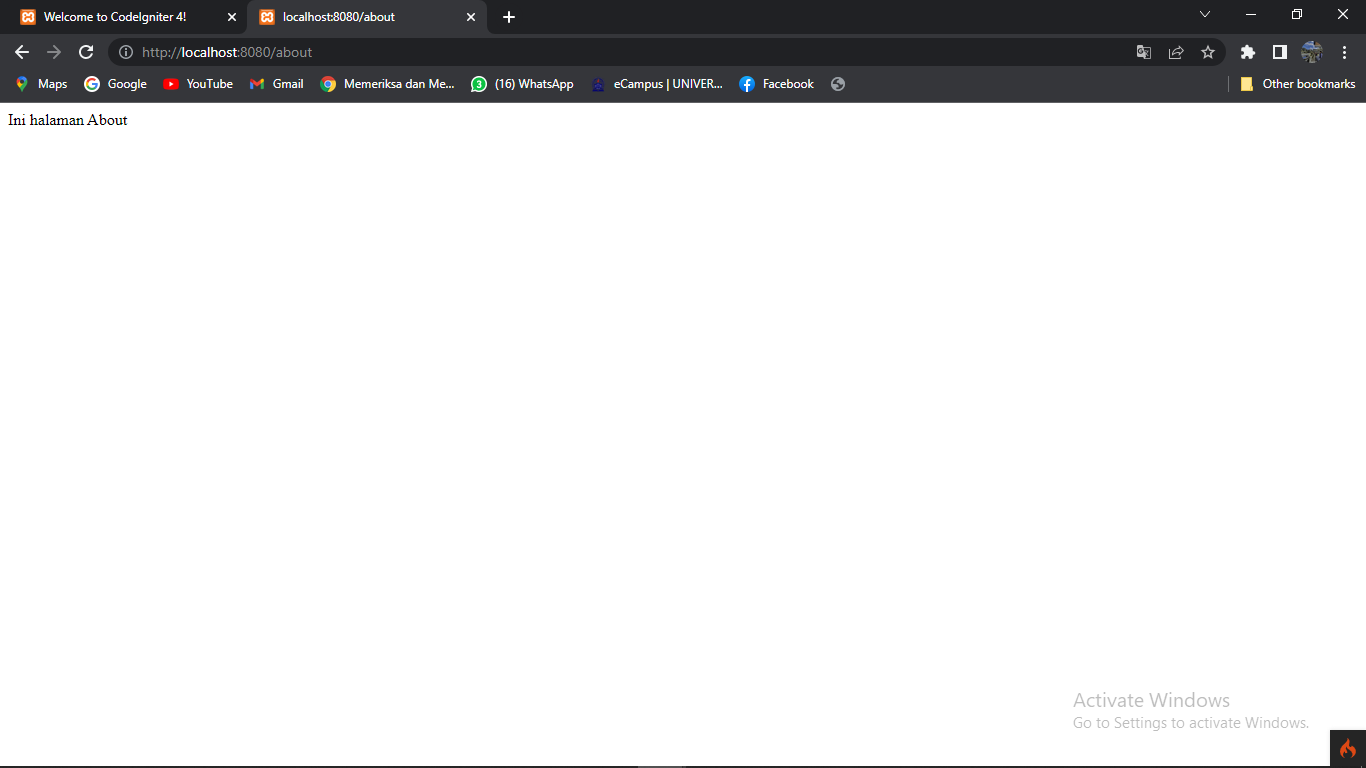 Welcome to CodeIgniter 4!
localhost:8080/about
http://localhost:8080/about
Maps
Google
YouTube
Gmail
Memeriksa dan Me...
3
(16) WhatsApp
eCampus | UNIVER...
Facebook
Other bookmarks
Ini halaman About
Activate Windows
Go to Settings to activate Windows.